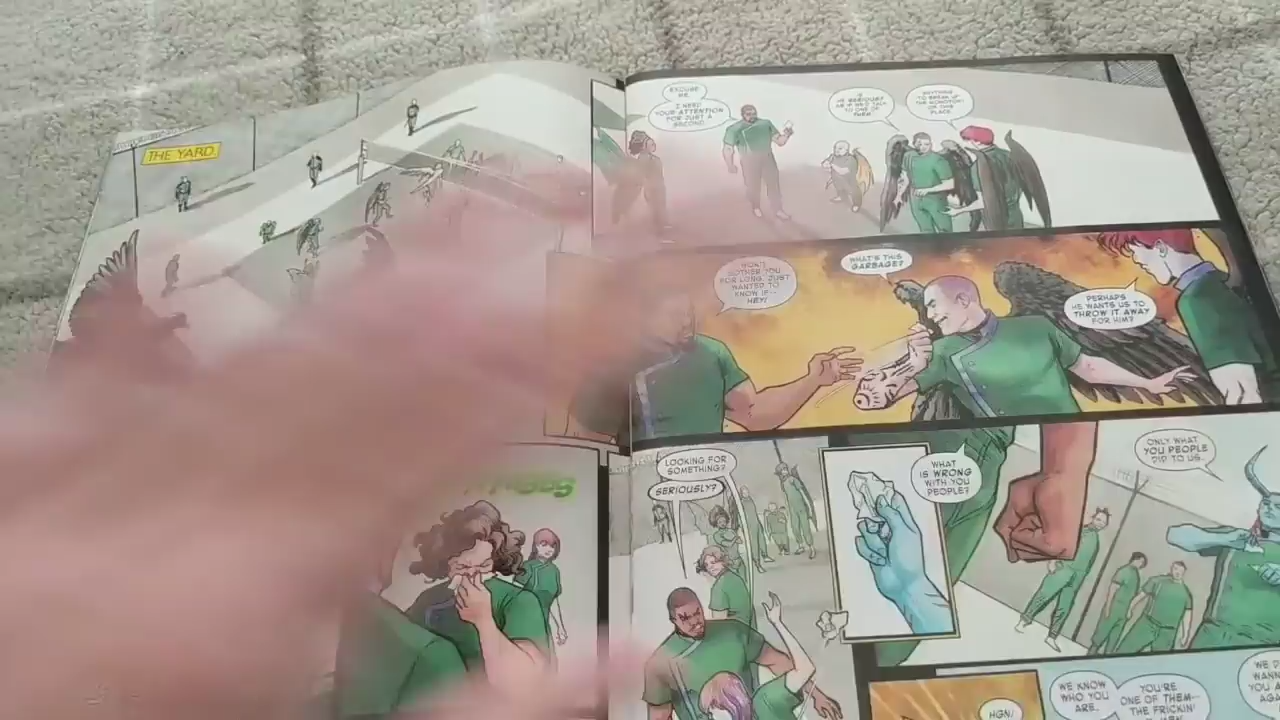 THE YARD.
EXCUSE
ME.
I NEED
YOUR ATTENTION
FOR JUST A
SECOND.
ANYTHING
TO BREAK UP
THE MONOTONY
OF THIS
PLACE.
WON'T
BOTHER YOU
FOR LONG. JUST
WANTED TO
KNOW IF--
HEY!
WHAT'S THIS
GARBAGE?
PERHAPS
HE WANTS US TO
THROW IT AWAY
FOR HIM?
LOOKING FOR
SOMETHING?
SERIOUSLY?
WHAT
IS WRONG
WITH YOU
PEOPLE?
ONLY WHAT
YOU PEOPLE
DID TO US...
HGN!
WE KNOW
WHO YOU
ARE.
YOU'RE
ONE OF THEM--
THE FRICKIN'